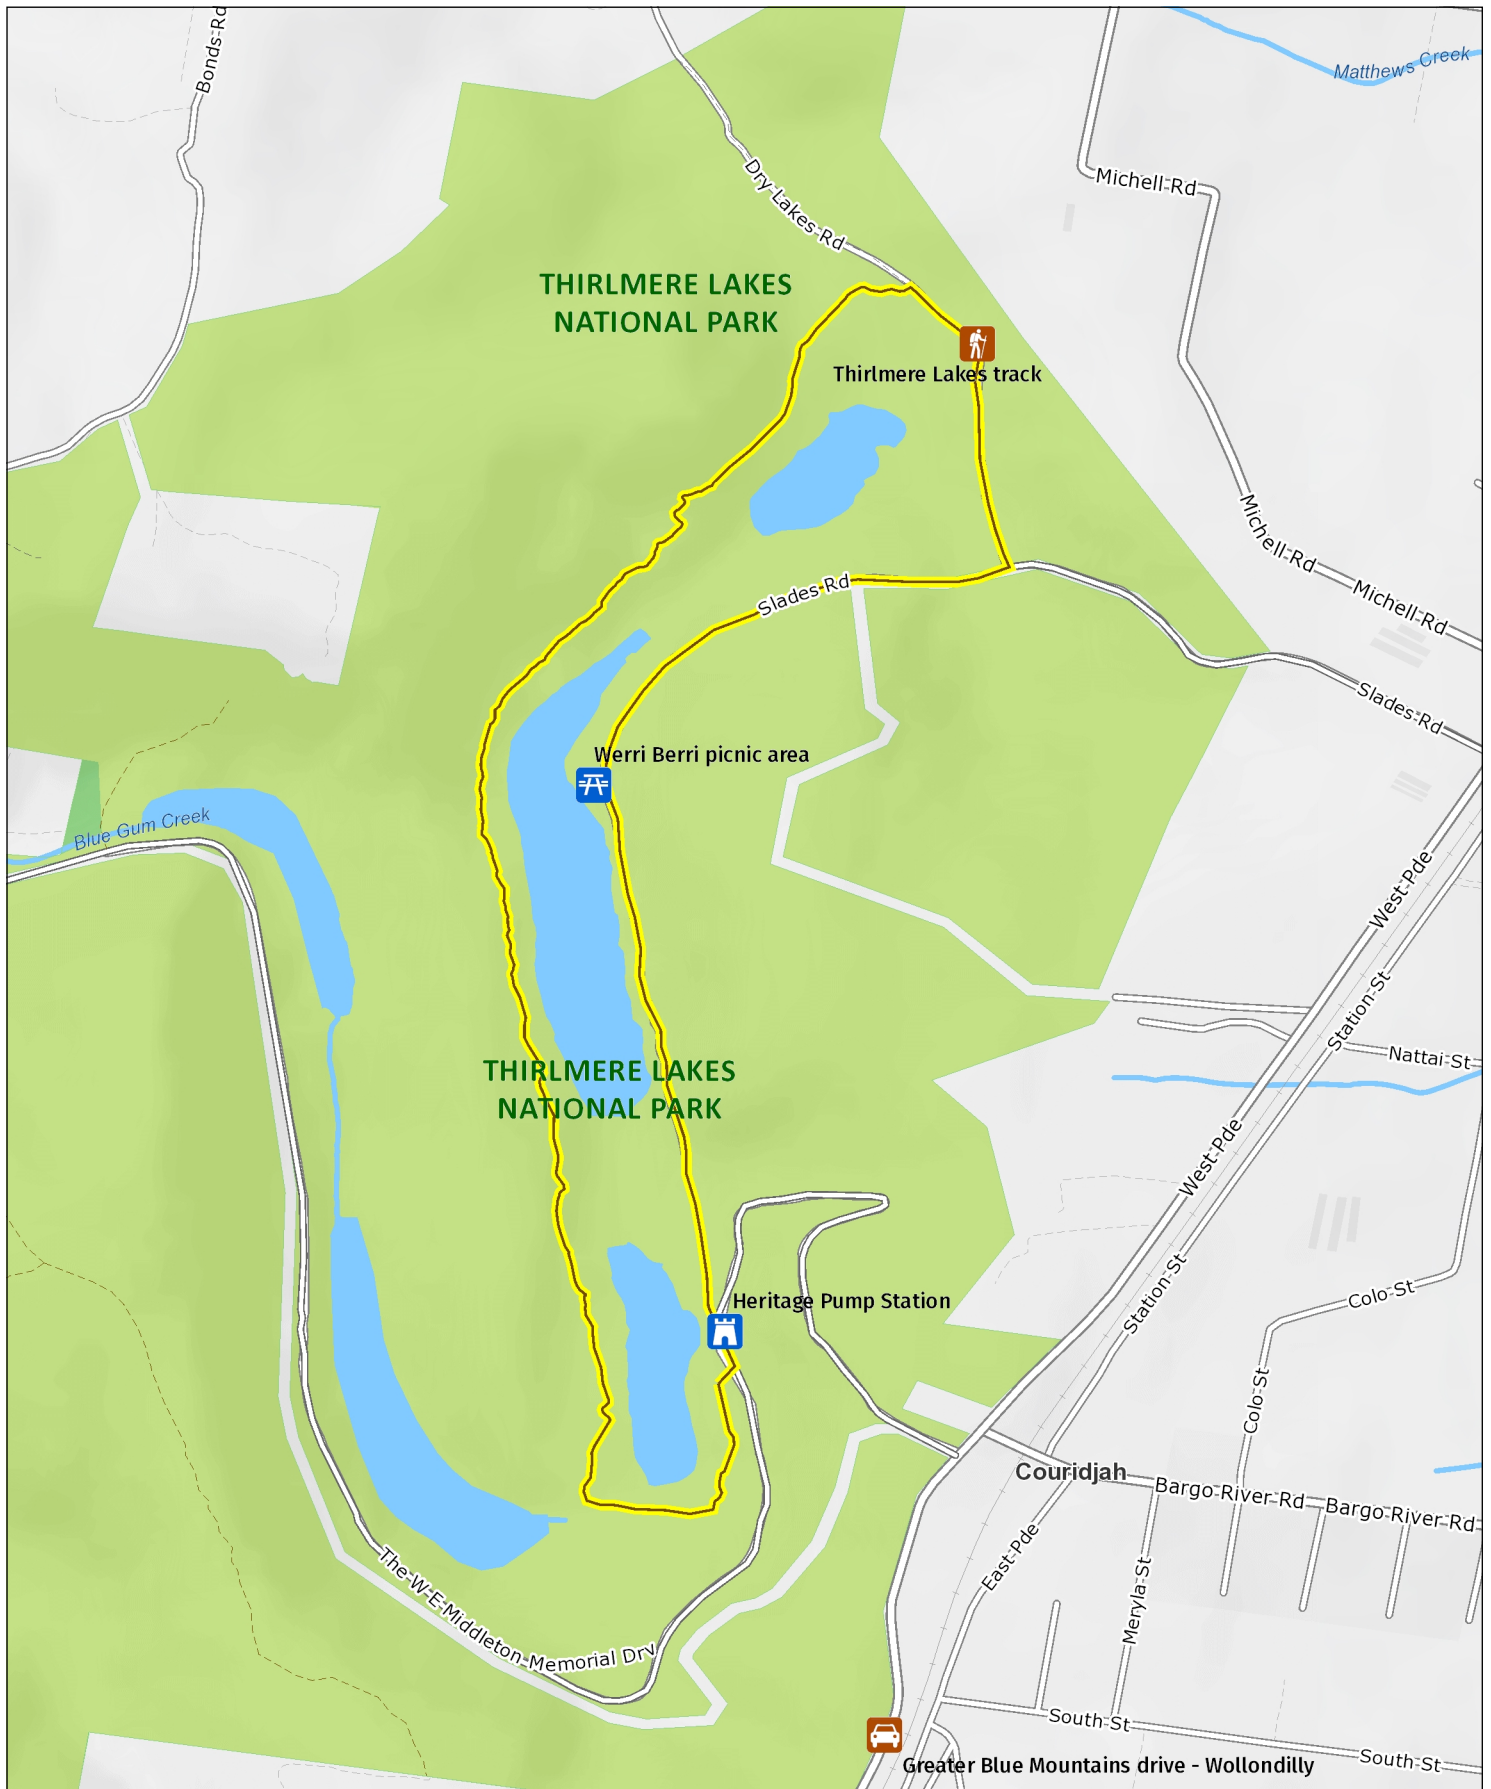 Bonds-Rd
Matthews Creek
Dry-Lakes-Rd
Michell-Rd
THIRLMERE LAKES
NATIONAL PARK
Thirlmere Lakes track
Michell-Rd
Michell-Rd
Slades Rd
Slades-Rd
Werri Berri picnic area
Blue Gum Creek
West-Pde
Station-St
Nattai St
THIRLMERE LAKES
NATIONAL PARK
West-Pde
Station-St
Heritage Pump Station
Colo-St
Colo-St
Couridjah
Bargo-River-Rd
Bargo-River-Rd
East-Pde
Meryla-St
The-W-E-Middleton-Memorial Drv
South-St
South-St
Greater Blue Mountains drive - Wollondilly